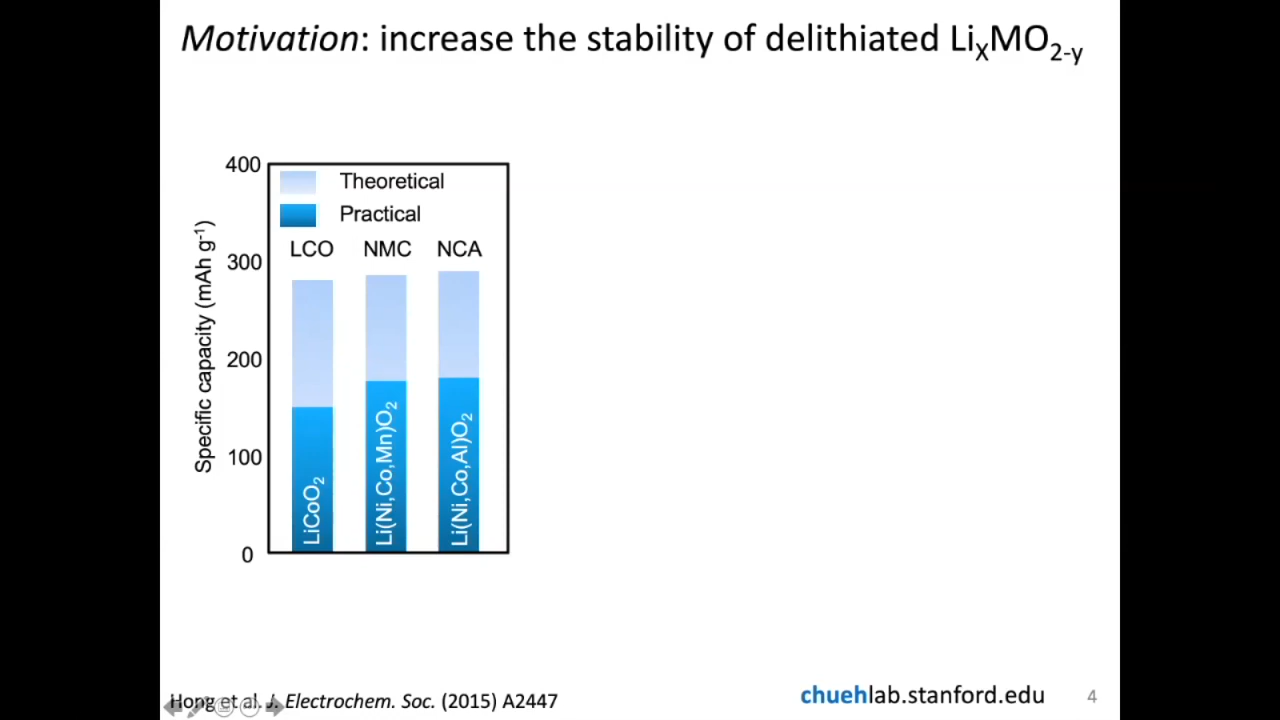 Motivation: increase the stability of delithiated LiₓMO₂₋y
400
Theoretical
Practical
LCO NMC NCA
300
200
100
0
Specific capacity (mAh g⁻¹)
LiCoO₂
Li(Ni,Co,Mn)O₂
Li(Ni,Co,Al)O₂
Hong et al. J. Electrochem. Soc. (2015) A2447
chuehlab.stanford.edu
4